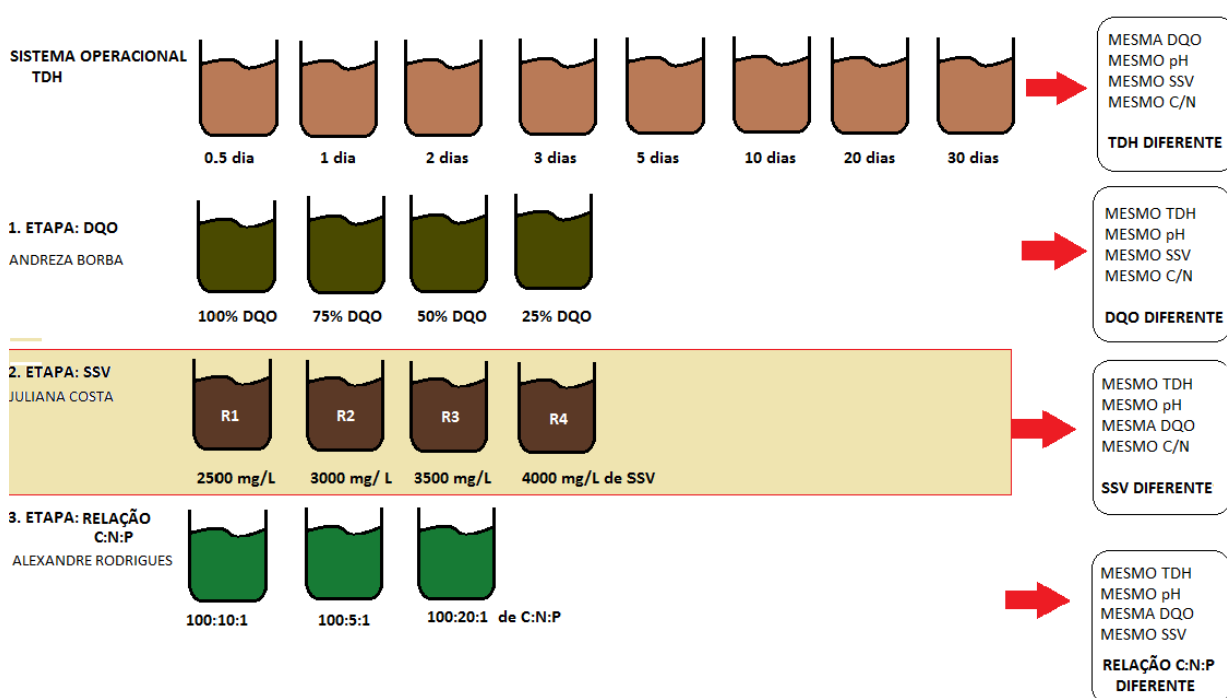 SISTEMA OPERACIONAL
TDH
0.5 dia
1 dia
2 dias
3 dias
5 dias
10 dias
20 dias
30 dias
MESMA DQO
MESMO pH
MESMO SSV
MESMO C/N
TDH DIFERENTE
1. ETAPA: DQO
ANDREZA BORBA
100% DQO
75% DQO
50% DQO
25% DQO
MESMO TDH
MESMO pH
MESMO SSV
MESMO C/N
DQO DIFERENTE
2. ETAPA: SSV
JULIANA COSTA
R1
R2
R3
R4
2500 mg/L
3000 mg/ L
3500 mg/L
4000 mg/L de SSV
MESMO TDH
MESMO pH
MESMA DQO
MESMO C/N
SSV DIFERENTE
3. ETAPA: RELAÇÃO
C:N:P
ALEXANDRE RODRIGUES
100:10:1
100:5:1
100:20:1 de C:N:P
MESMO TDH
MESMO pH
MESMA DQO
MESMO SSV
RELAÇÃO C:N:P
DIFERENTE